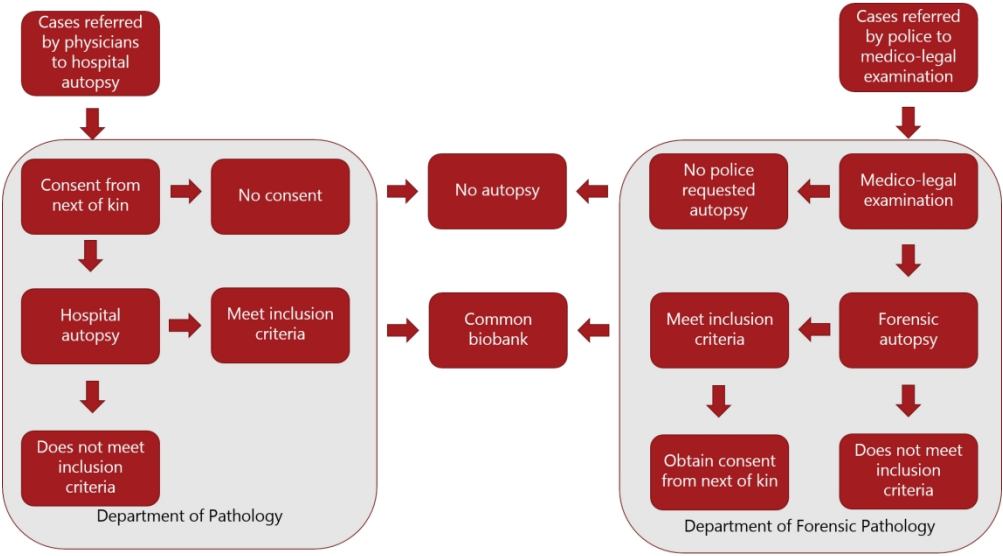 Cases referred
by physicians
to hospital
autopsy
Cases referred
by police to
medico-legal
examination
Consent from
next of kin
No consent
No autopsy
No police
requested
autopsy
Medico-legal
examination
Hospital
autopsy
Meet inclusion
criteria
Common
biobank
Meet inclusion
criteria
Forensic
autopsy
Does not meet
inclusion
criteria
Obtain consent
from next of kin
Does not meet
inclusion
criteria
Department of Pathology
Department of Forensic Pathology